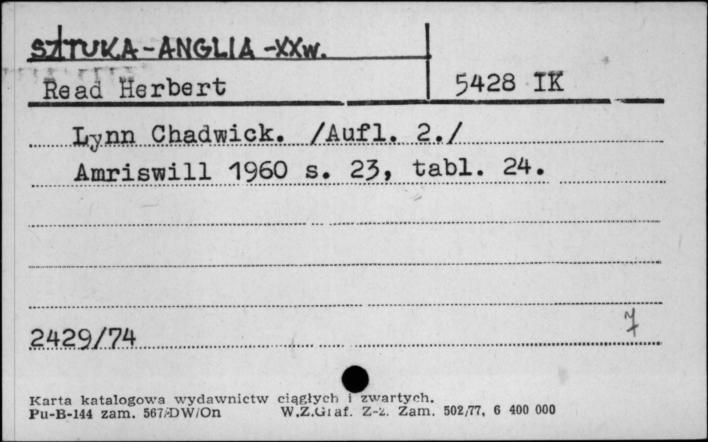 SZTUKA-ANGLIA-XXw.
Read Herbert 5428 IK
Lynn Chadwick. /Aufl. 2./
Amriswill 1960 s. 23, tabl. 24.
7
2429/74
Karta katalogowa wydawnictw ciągłych i zwartych.
Pu-B-144 zam. 567/DW/On W.Z.Graf. Z-z. Zam. 502/77, 6 400 000